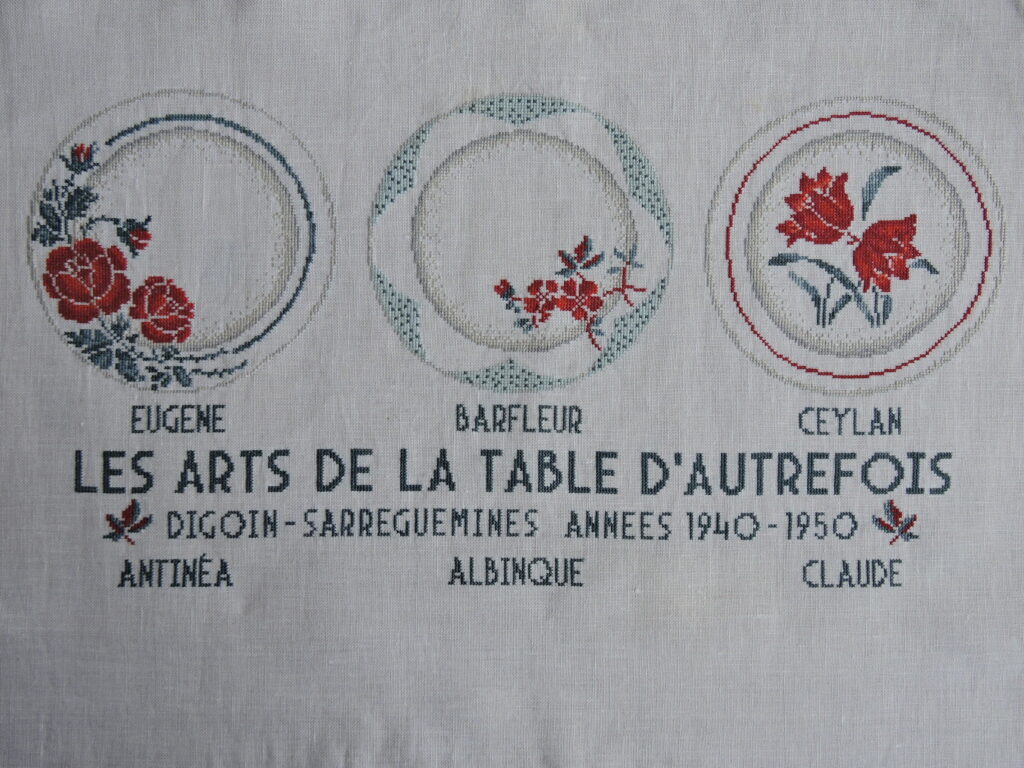 EUGENE BARFLEUR CEYLAN
LES ARTS DE LA TABLE D'AUTREFOIS
DIGOIN-SARREGUEMINES ANNEES 1940-1950
ANTINÉA ALBINQUE CLAUDE